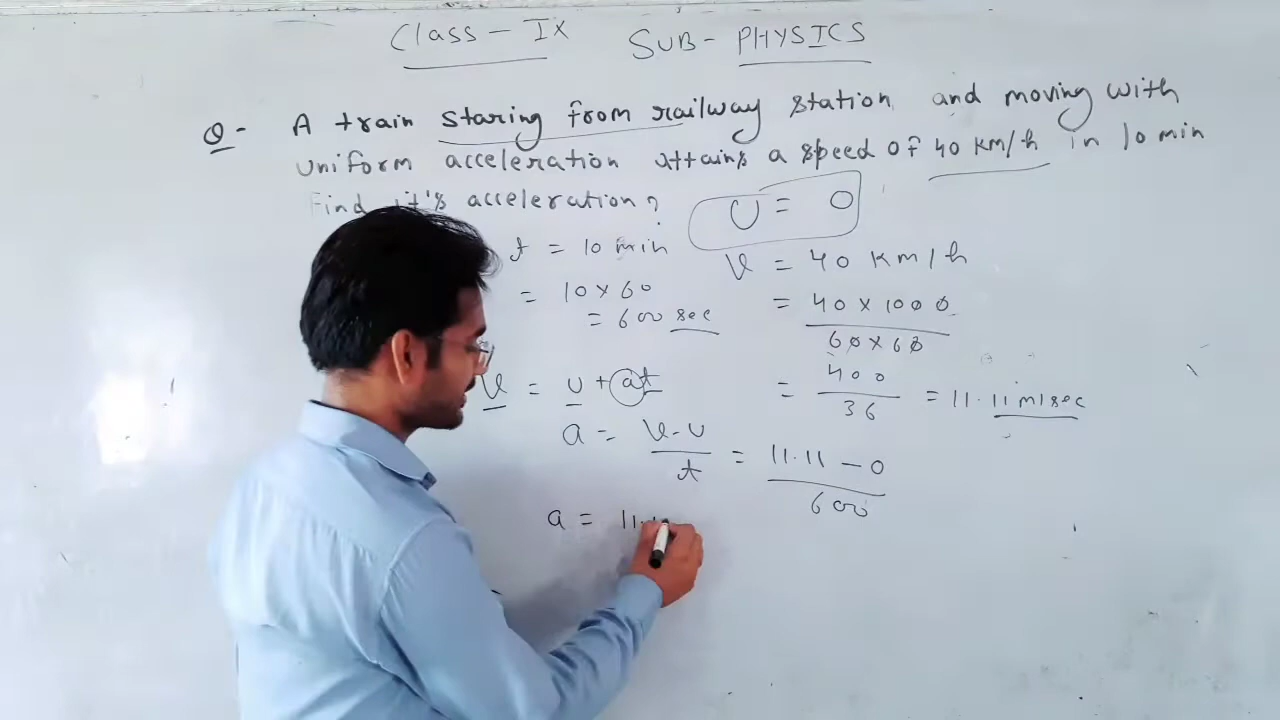 Class - IX SUB - PHYSICS
Q - A train staring from railway station and moving with
uniform acceleration attains a speed of 40 km/h in 10 min
Find it's acceleration?
U = 0
t = 10 min
V = 40 km/h
= 10 x 60
= 40 x 1000
= 600 sec
60 x 60
V = u + at
= 400
36
= 11.11 m/sec
a = V-u
t
= 11.11 - 0
600
a = 11.1